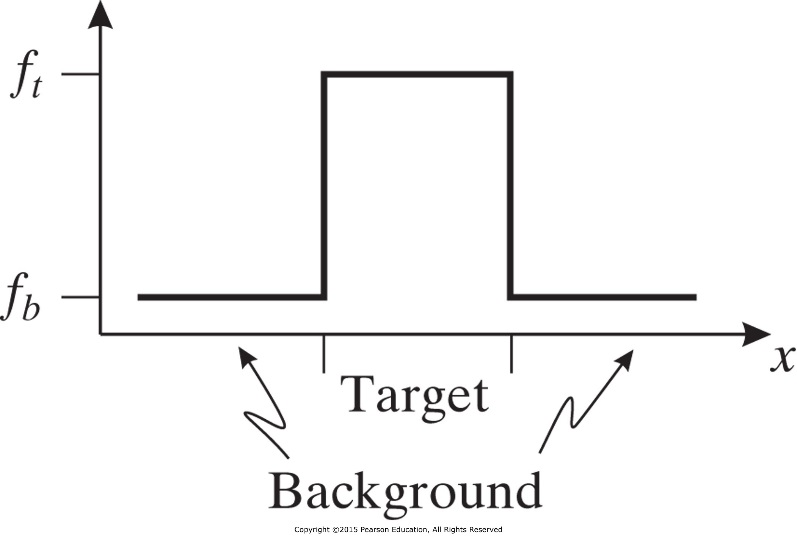 f_t
f_b
x
Target
Background
Copyright ©2015 Pearson Education, All Rights Reserved